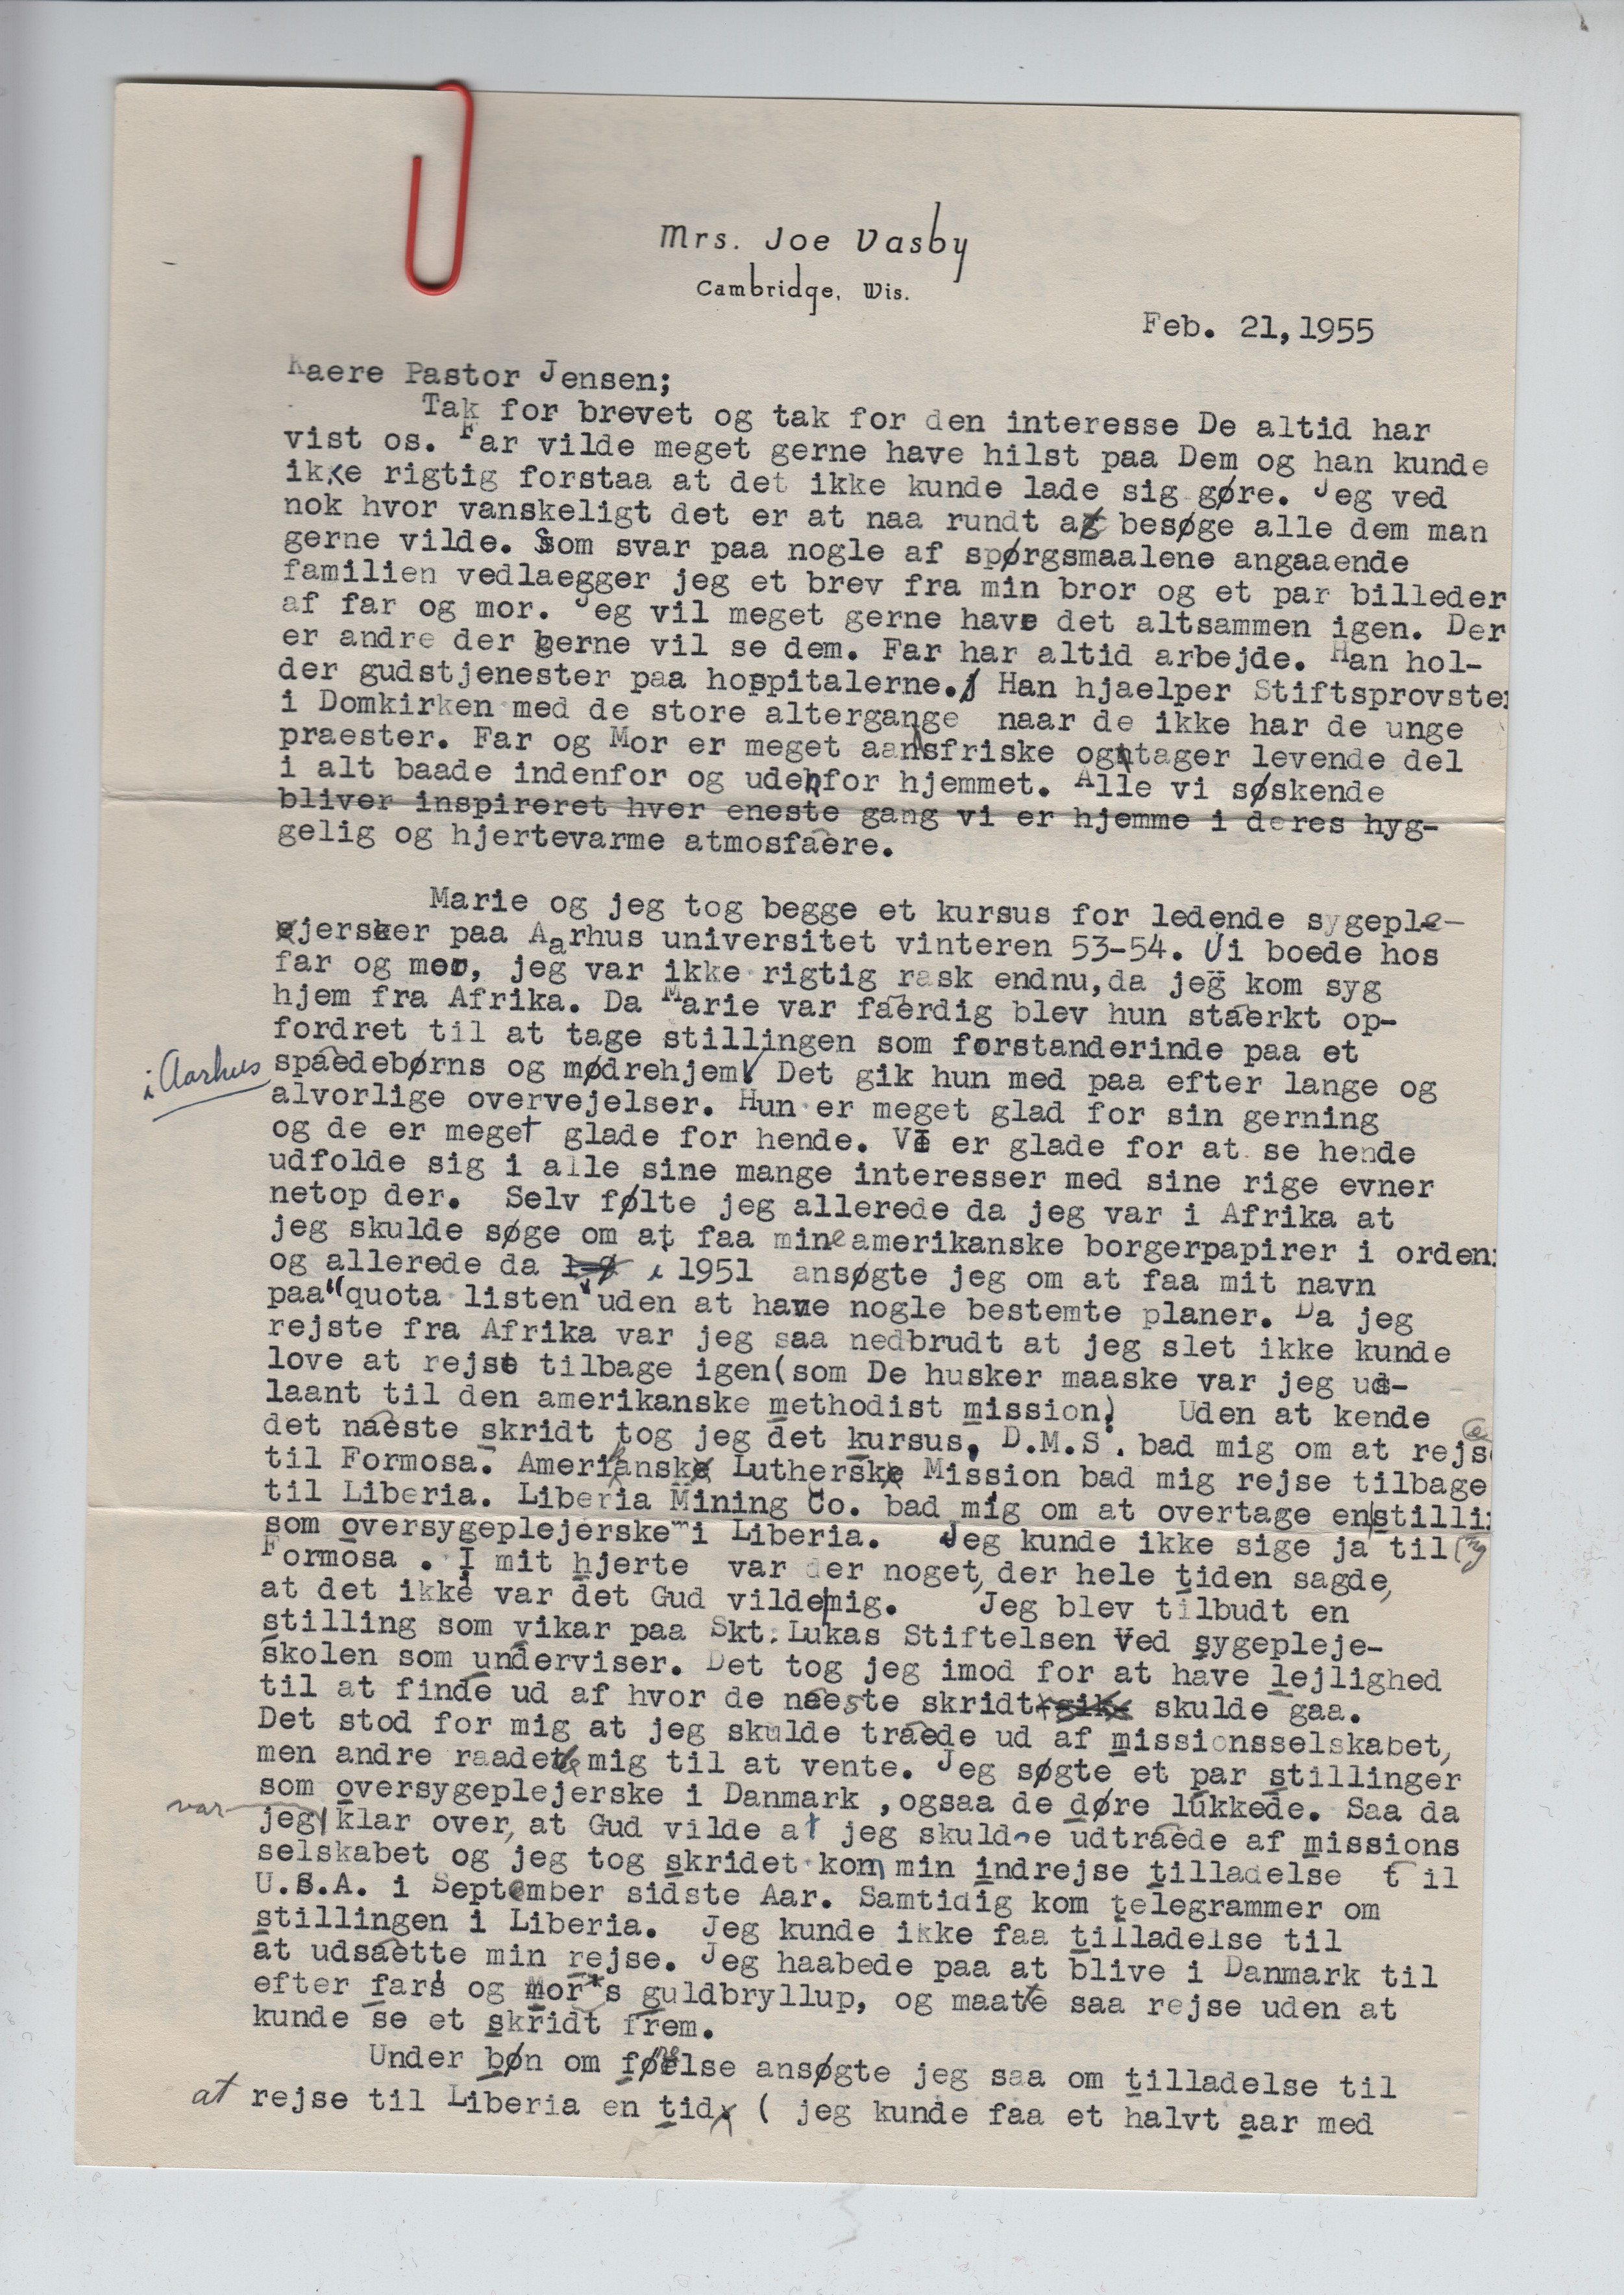 Mrs. Joe Vasby
Cambridge, Wis.
Feb. 21, 1955
Kaere Pastor Jensen;
Tak for brevet og tak for den interesse De altid har
vist os. Far vilde meget gerne have hilst paa Dem og han kunde
ikke rigtig forstaa at det ikke kunde lade sig gøre. Jeg ved
nok hvor vanskeligt det er at naa rundt at besøge alle dem man
gerne vilde. Som svar paa nogle af spørgsmaalene angaaende
familien vedlaegger jeg et brev fra min bror og et par billeder
af far og mor. Jeg vil meget gerne have det altsammen igen. Der
er andre der gerne vil se dem. Far har altid arbejde. Han hol-
der gudstjenester paa hospitalerne. Han hjaelper Stiftsprovsten
i Domkirken med de store altergange naar de ikke har de unge
praester. Far og Mor er meget aandsfriske og tager levende del
i alt baade indenfor og udenfor hjemmet. Alle vi søskende
bliver inspireret hver eneste gang vi er hjemme i deres hyg-
gelig og hjertevarme atmosfaere.
Marie og jeg tog begge et kursus for ledende sygeple-
jersker paa Aarhus universitet vinteren 53-54. Vi boede hos
far og mor, jeg var ikke rigtig rask endnu, da jeg kom syg
hjem fra Afrika. Da Marie var faerdig blev hun staerkt op-
fordret til at tage stillingen som forstanderinde paa et
spaedebørns og mødrehjem
i Aarhus
. Det gik hun med paa efter lange og
alvorlige overvejelser. Hun er meget glad for sin gerning
og de er meget glade for hende. Vi er glade for at se hende
udfolde sig i alle sine mange interesser med sine rige evner
netop der. Selv følte jeg allerede da jeg var i Afrika at
jeg skulde søge om at faa mine amerikanske borgerpapirer i orden
og allerede da i 1951 ansøgte jeg om at faa mit navn
paa "quota listen" uden at have nogle bestemte planer. Da jeg
rejste fra Afrika var jeg saa nedbrudt at jeg slet ikke kunde
love at rejse tilbage igen (som De husker maaske var jeg ud-
laant til den amerikanske methodist mission) Uden at kende
det naeste skridt tog jeg det kursus, D.M.S. bad mig om at rejse
til Formosa. Amerikansk Luthersk Mission bad mig rejse tilbage
til Liberia. Liberia Mining Co. bad mig om at overtage en stilling
som oversygeplejerske i Liberia. Jeg kunde ikke sige ja til
Formosa. I mit hjerte var der noget, der hele tiden sagde,
at det ikke var det Gud vilde mig. Jeg blev tilbudt en
stilling som vikar paa Skt. Lukas Stiftelsen Ved sygepleje-
skolen som underviser. Det tog jeg imod for at have lejlighed
til at finde ud af hvor de naeste skridt skulde gaa.
Det stod for mig at jeg skulde traede ud af missionsselskabet,
men andre raadede mig til at vente. Jeg søgte et par stillinger
som oversygeplejerske i Danmark, ogsaa de døre lukkede. Saa da
jeg var klar over, at Gud vilde at jeg skulde udtraede af missions
selskabet og jeg tog skridet kom min indrejse tilladelse til
U.S.A. i September sidste Aar. Samtidig kom telegrammer om
stillingen i Liberia. Jeg kunde ikke faa tilladelse til
at udsaette min rejse. Jeg haabede paa at blive i Danmark til
efter far's og Mor's guldbryllup, og maatte saa rejse uden at
kunde se et skridt frem.
Under bøn om førelse ansøgte jeg saa om tilladelse til
at rejse til Liberia en tid. ( jeg kunde faa et halvt aar med